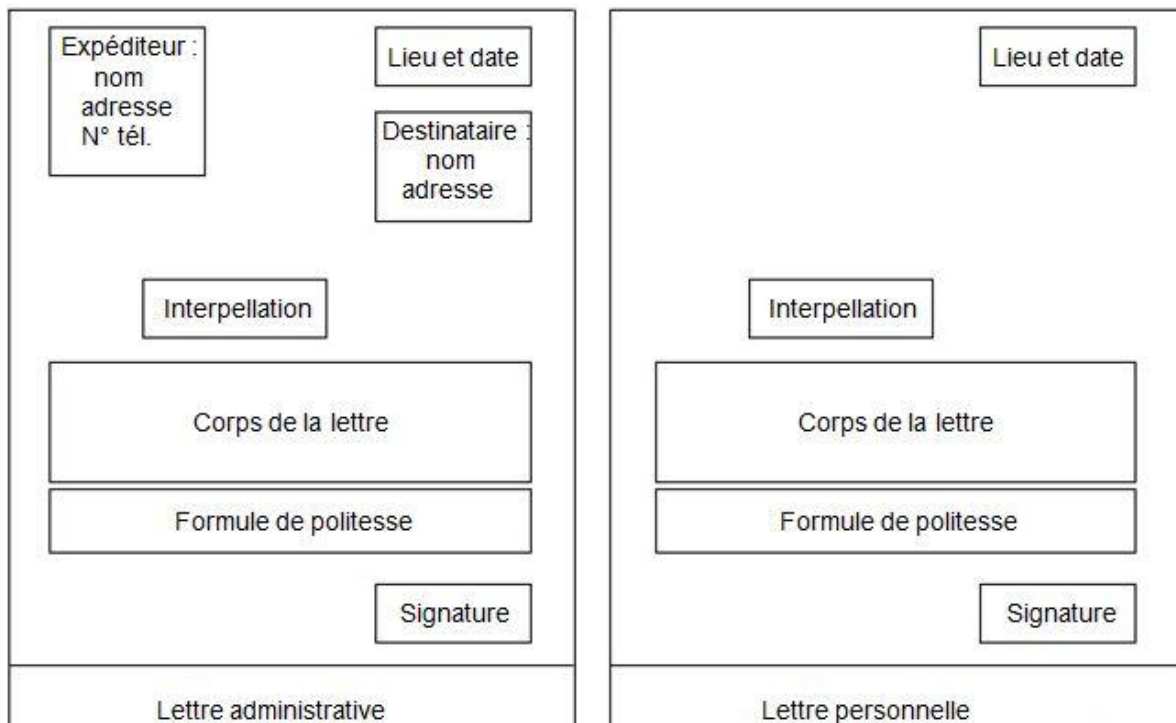 Expéditeur :
nom
adresse
N° tél.
Lieu et date
Destinataire :
nom
adresse
Interpellation
Corps de la lettre
Formule de politesse
Signature
Lettre administrative
Lieu et date
Interpellation
Corps de la lettre
Formule de politesse
Signature
Lettre personnelle